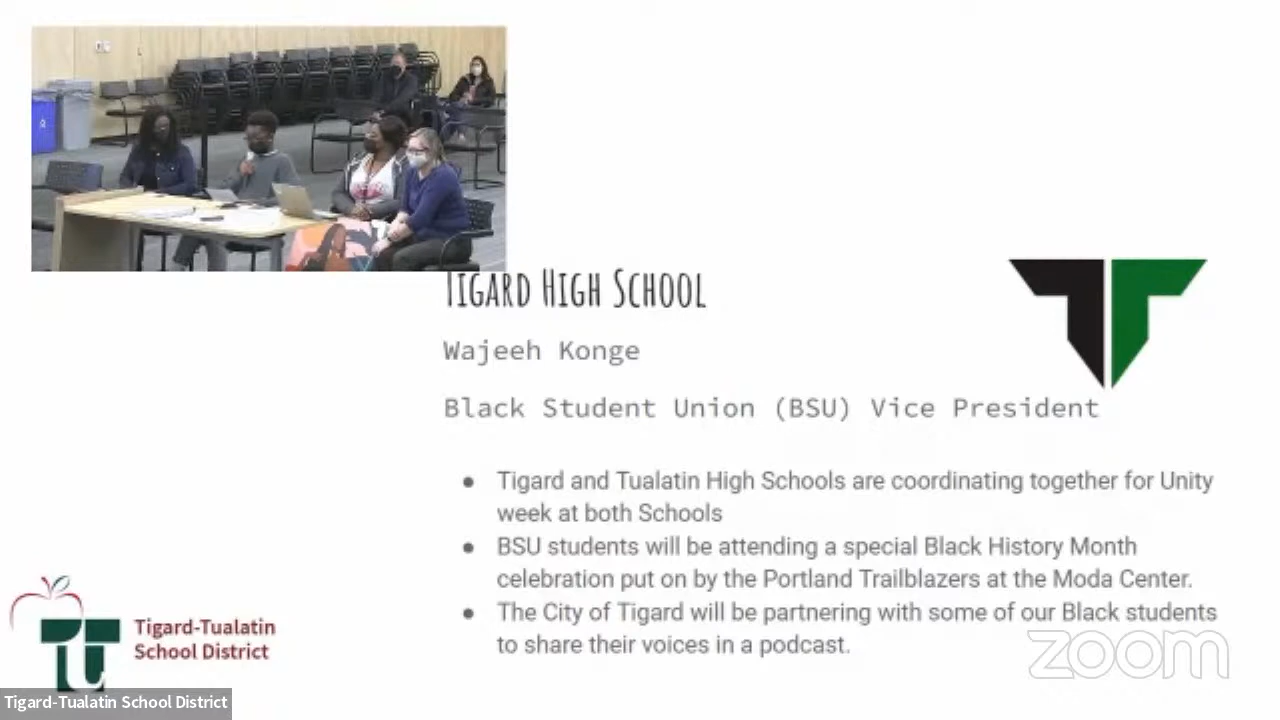 TIGARD HIGH SCHOOL
Wajeeh Konge
Black Student Union (BSU) Vice President
● Tigard and Tualatin High Schools are coordinating together for Unity
week at both Schools
● BSU students will be attending a special Black History Month
celebration put on by the Portland Trailblazers at the Moda Center.
● The City of Tigard will be partnering with some of our Black students
to share their voices in a podcast.
Tigard-Tualatin
School District
zoom
Tigard-Tualatin School District